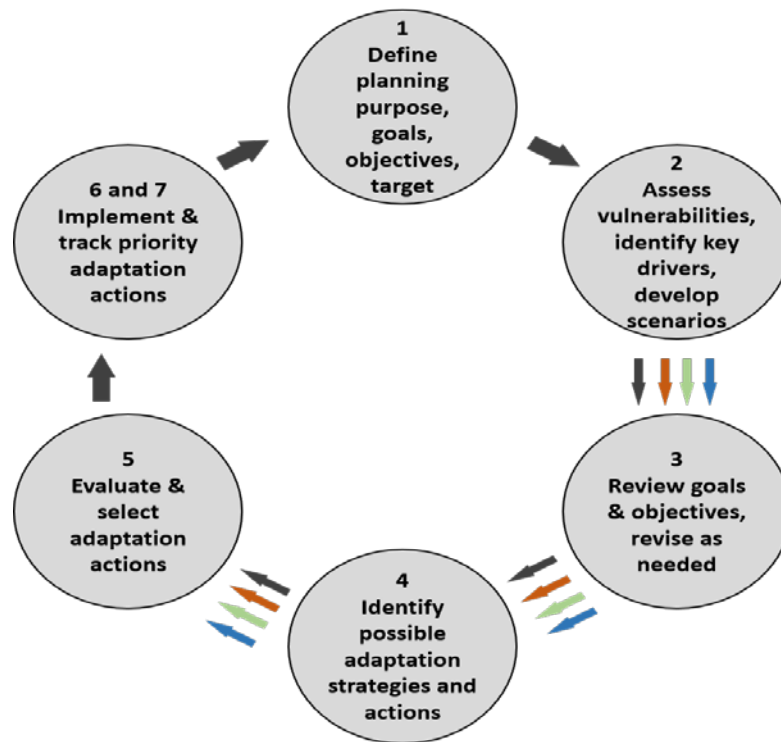 1
Define
planning
purpose,
goals,
objectives,
target
2
Assess
vulnerabilities,
identify key
drivers,
develop
scenarios
3
Review goals
& objectives,
revise as
needed
4
Identify
possible
adaptation
strategies and
actions
5
Evaluate &
select
adaptation
actions
6 and 7
Implement &
track priority
adaptation
actions